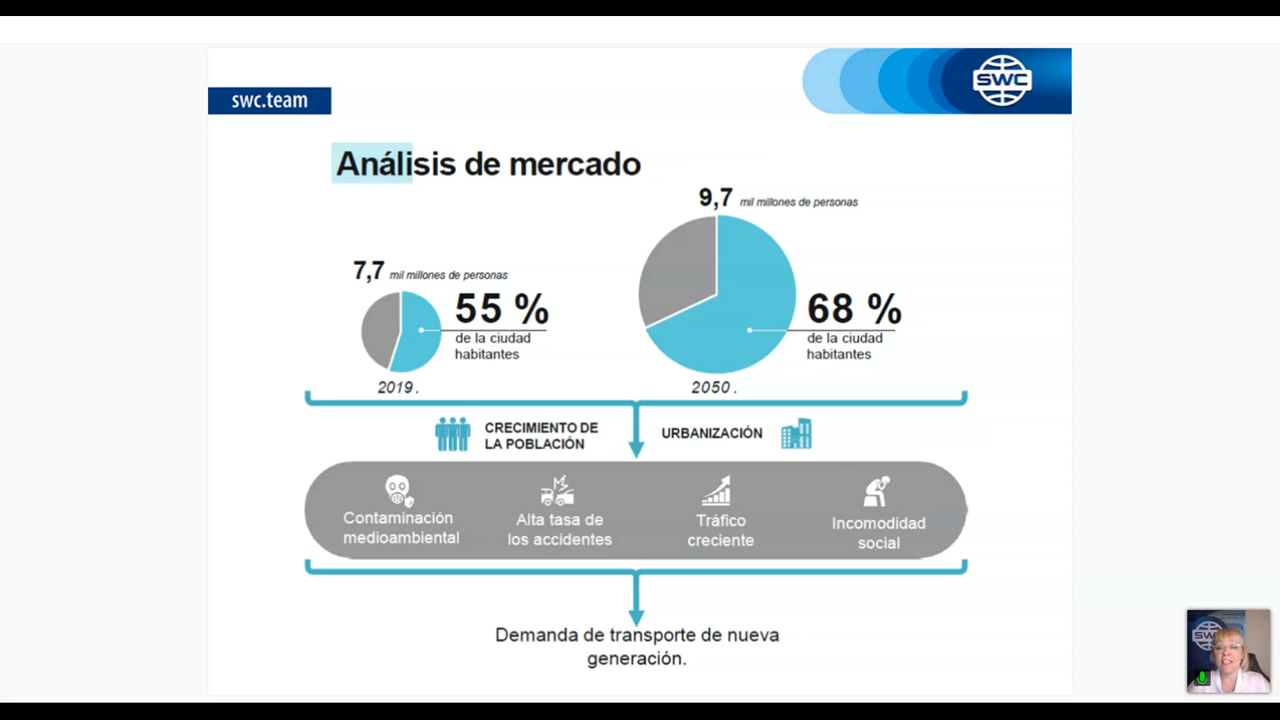 swc.team
SWC
Análisis de mercado
9,7 mil millones de personas
7,7 mil millones de personas
55 %
de la ciudad
habitantes
68 %
de la ciudad
habitantes
2019.
2050.
CRECIMIENTO DE
LA POBLACIÓN
URBANIZACIÓN
Contaminación
medioambiental
Alta tasa de
los accidentes
Tráfico
creciente
Incomodidad
social
Demanda de transporte de nueva
generación.
SWC